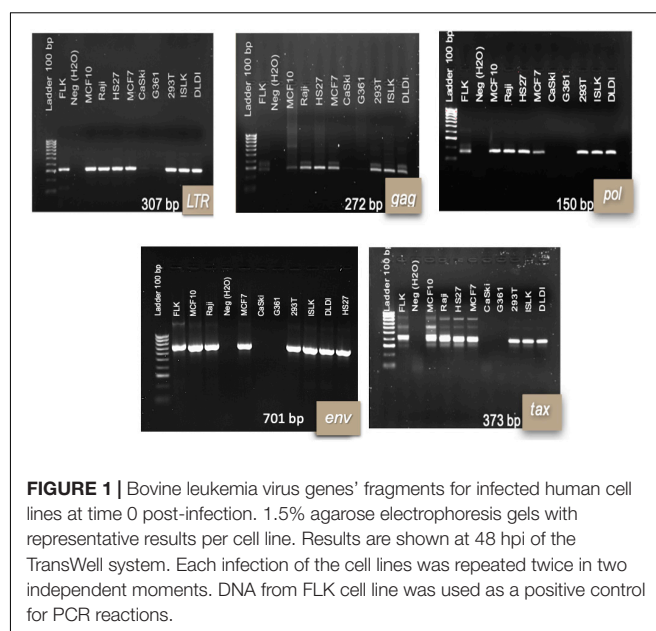 Ladder 100 bp
FLK
Neg (H2O)
MCF10
Raji
HS27
MCF7
CaSki
G361
293T
ISLK
DLDI
307 bp
LTR
Ladder 100 bp
FLK
Neg (H2O)
MCF10
Raji
HS27
MCF7
CaSki
G361
293T
ISLK
DLDI
272 bp
gag
Ladder 100 bp
FLK
Neg (H2O)
MCF10
Raji
HS27
MCF7
CaSki
G361
293T
ISLK
DLDI
150 bp
pol
Ladder 100 bp
FLK
MCF10
Raji
Neg (H2O)
MCF7
CaSki
G361
293T
ISLK
DLDI
HS27
701 bp
env
Ladder 100 bp
FLK
Neg (H2O)
MCF10
Raji
HS27
MCF7
CaSki
G361
293T
ISLK
DLDI
373 bp
tax
FIGURE 1 | Bovine leukemia virus genes' fragments for infected human cell
lines at time 0 post-infection. 1.5% agarose electrophoresis gels with
representative results per cell line. Results are shown at 48 hpi of the
TransWell system. Each infection of the cell lines was repeated twice in two
independent moments. DNA from FLK cell line was used as a positive control
for PCR reactions.